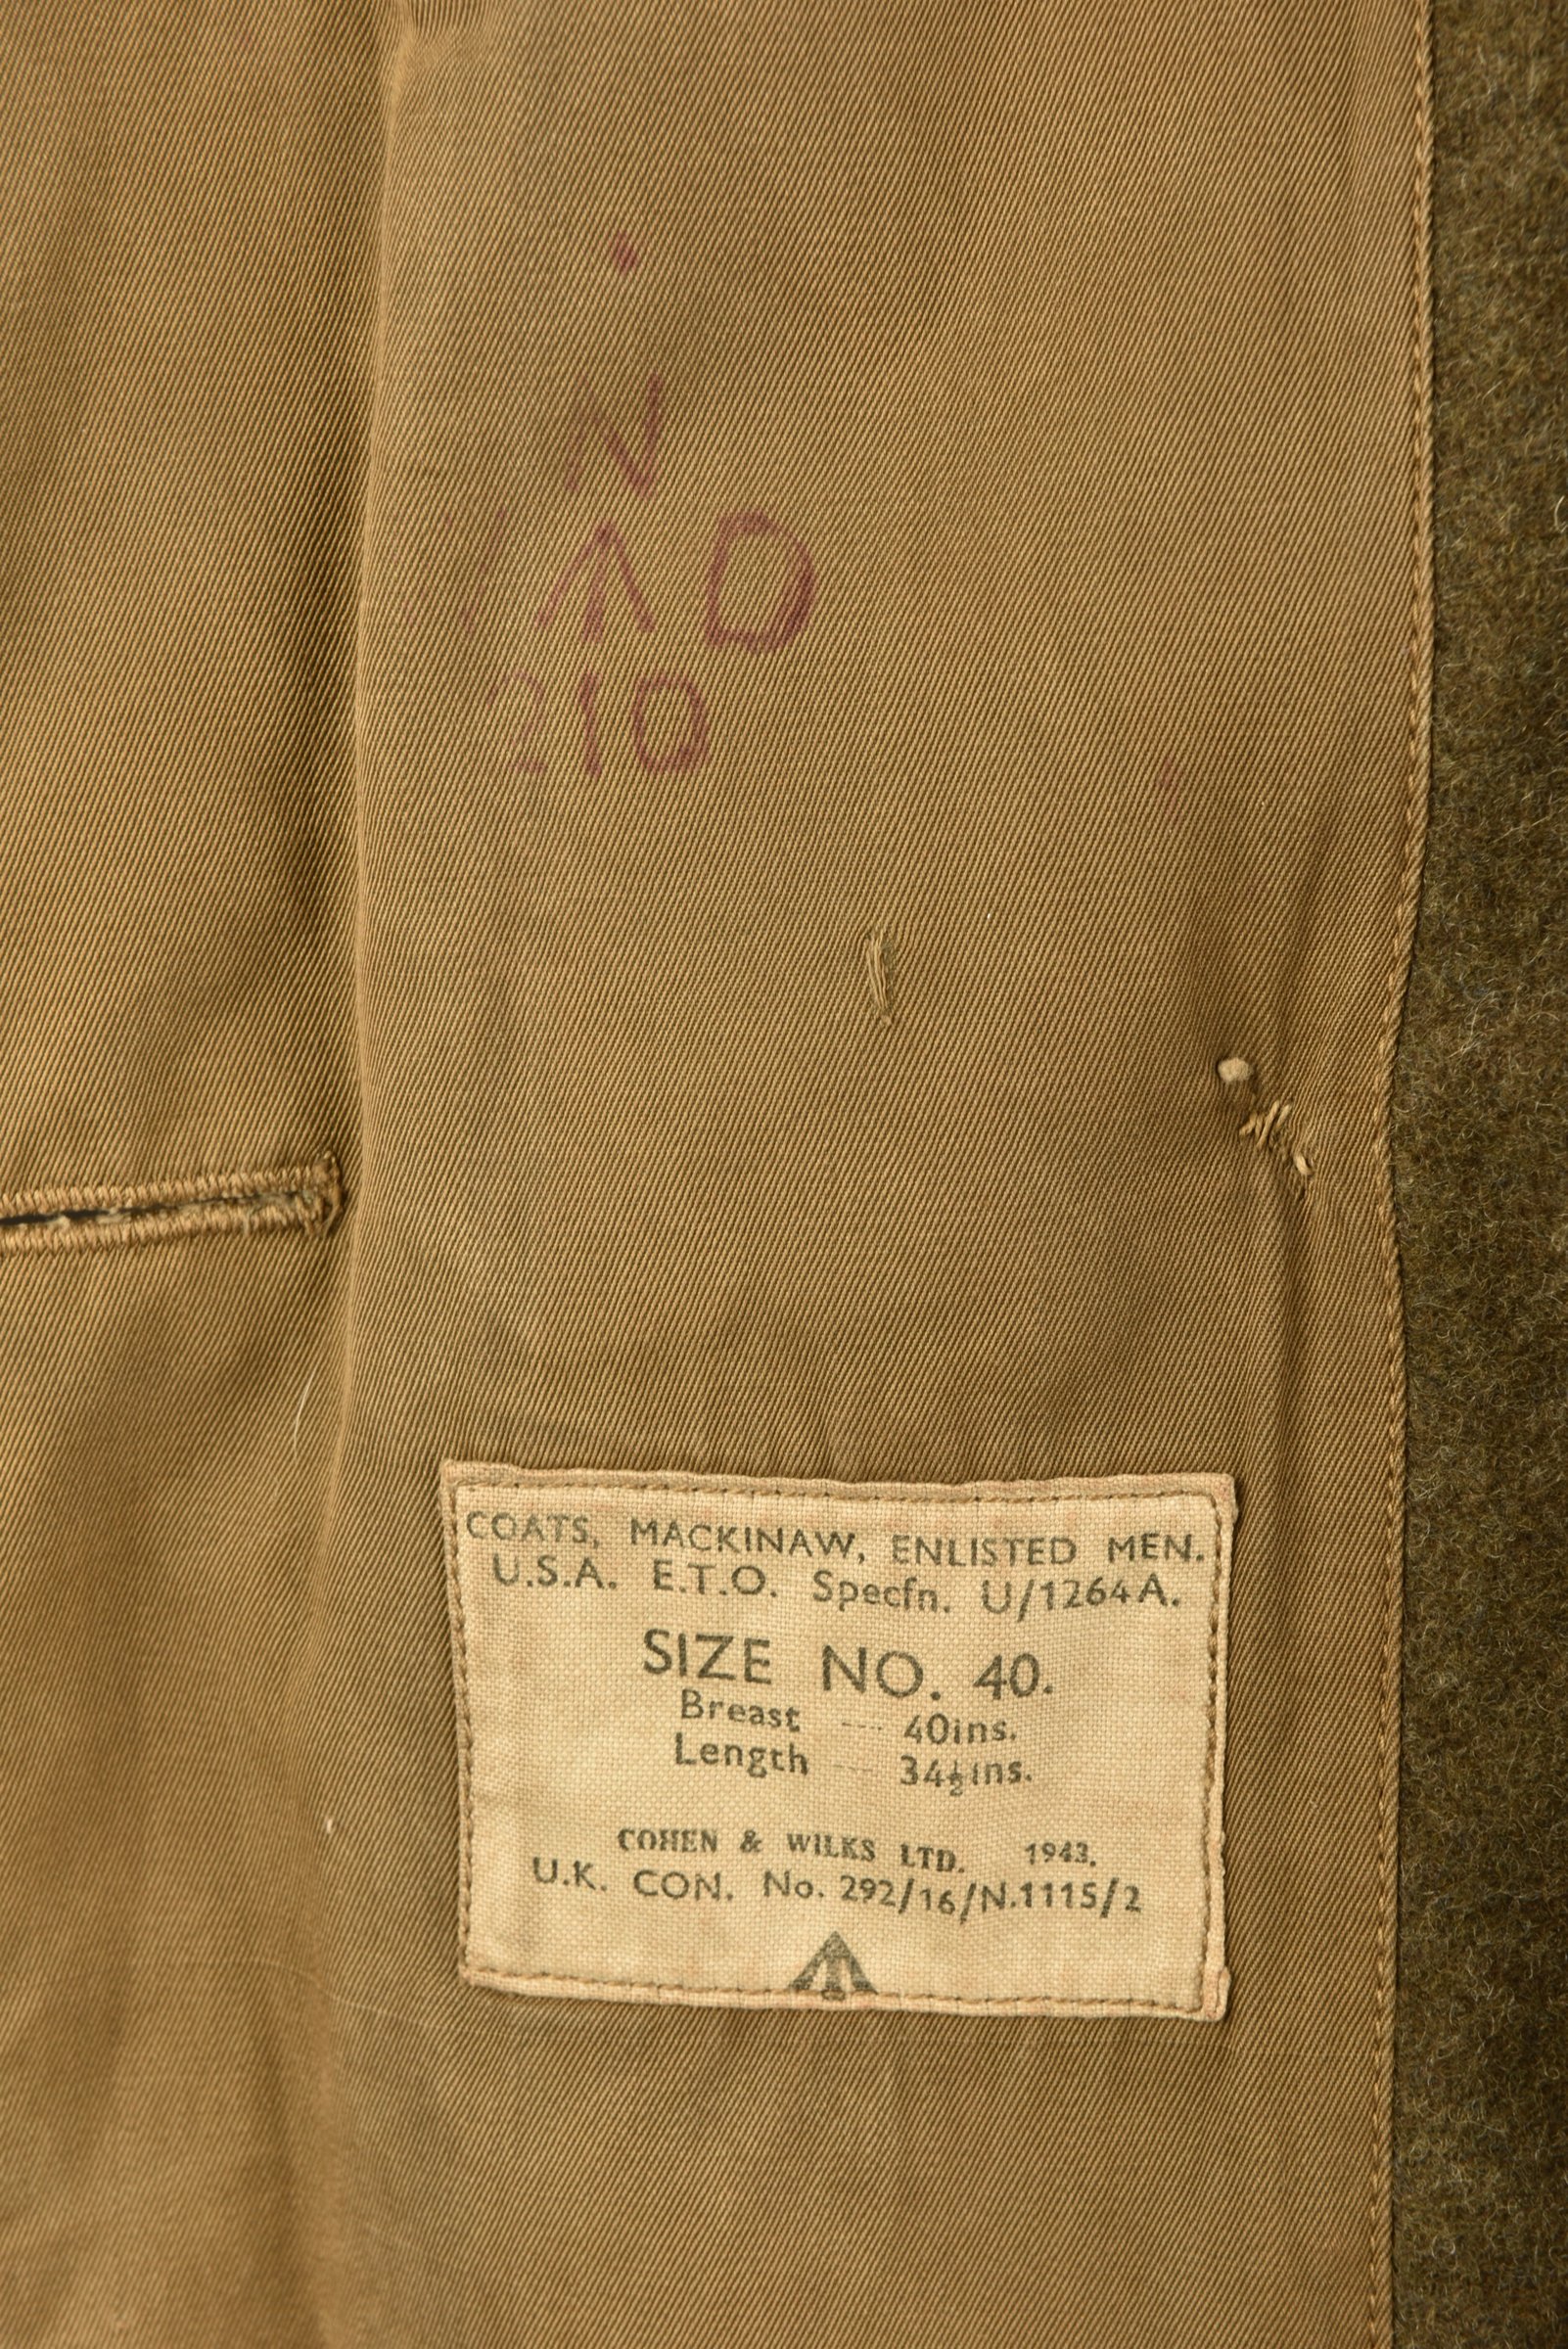 N
W↑D
210
COATS, MACKINAW, ENLISTED MEN.
U.S.A. E.T.O. Specfn. U/1264A.
SIZE NO. 40.
Breast --- 40ins.
Length --- 34½ins.
COHEN & WILKS LTD. 1943.
U.K. CON. No. 292/16/N.1115/2